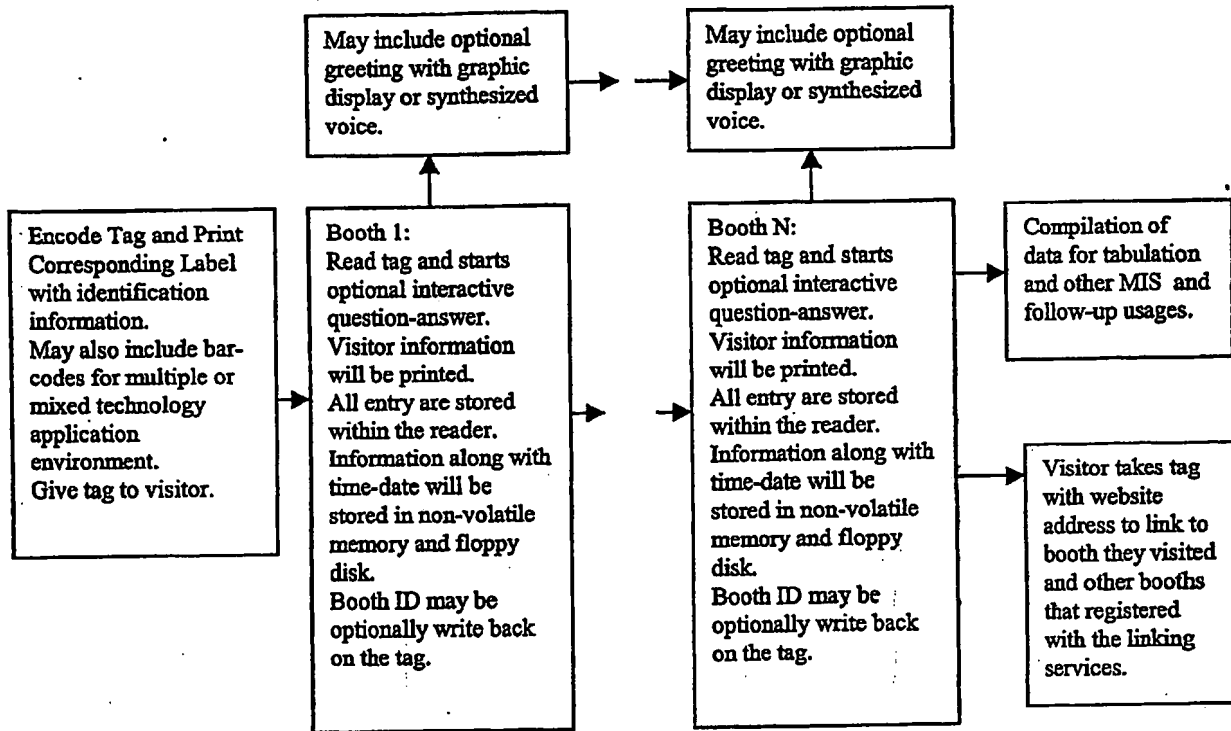 May include optional
greeting with graphic
display or synthesized
voice.
May include optional
greeting with graphic
display or synthesized
voice.
Encode Tag and Print
Corresponding Label
with identification
information.
May also include bar-
codes for multiple or
mixed technology
application
environment.
Give tag to visitor.
Booth 1:
Read tag and starts
optional interactive
question-answer.
Visitor information
will be printed.
All entry are stored
within the reader.
Information along with
time-date will be
stored in non-volatile
memory and floppy
disk.
Booth ID may be
optionally write back
on the tag.
Booth N:
Read tag and starts
optional interactive
question-answer.
Visitor information
will be printed.
All entry are stored
within the reader.
Information along with
time-date will be
stored in non-volatile
memory and floppy
disk.
Booth ID may be
optionally write back
on the tag.
Compilation of
data for tabulation
and other MIS and
follow-up usages.
Visitor takes tag
with website
address to link to
booth they visited
and other booths
that registered
with the linking
services.